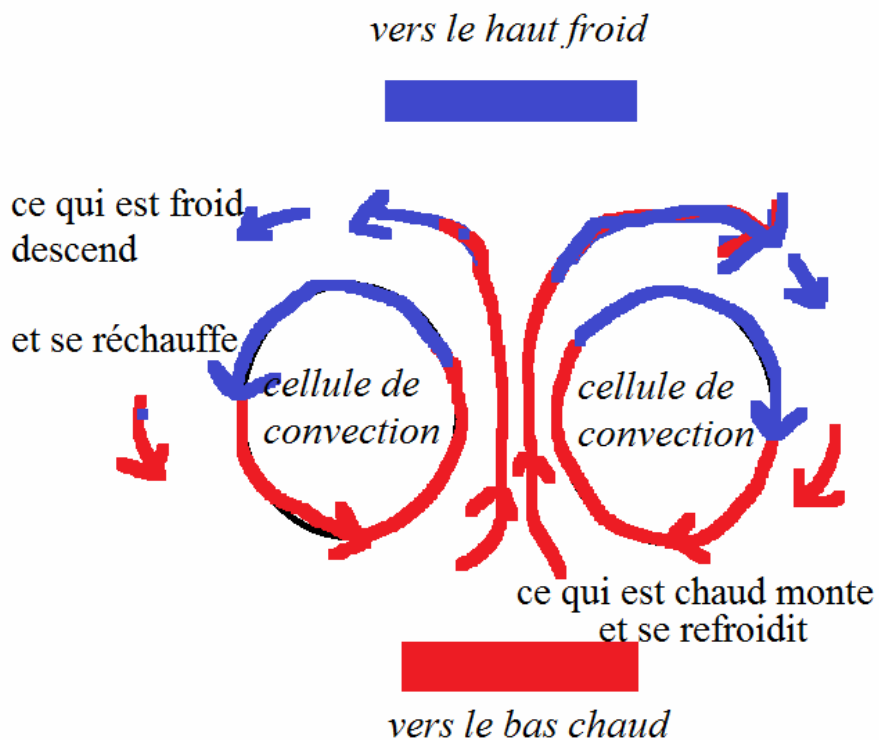 vers le haut froid
ce qui est froid
descend
et se réchauffe
cellule de
convection
cellule de
convection
ce qui est chaud monte
et se refroidit
vers le bas chaud